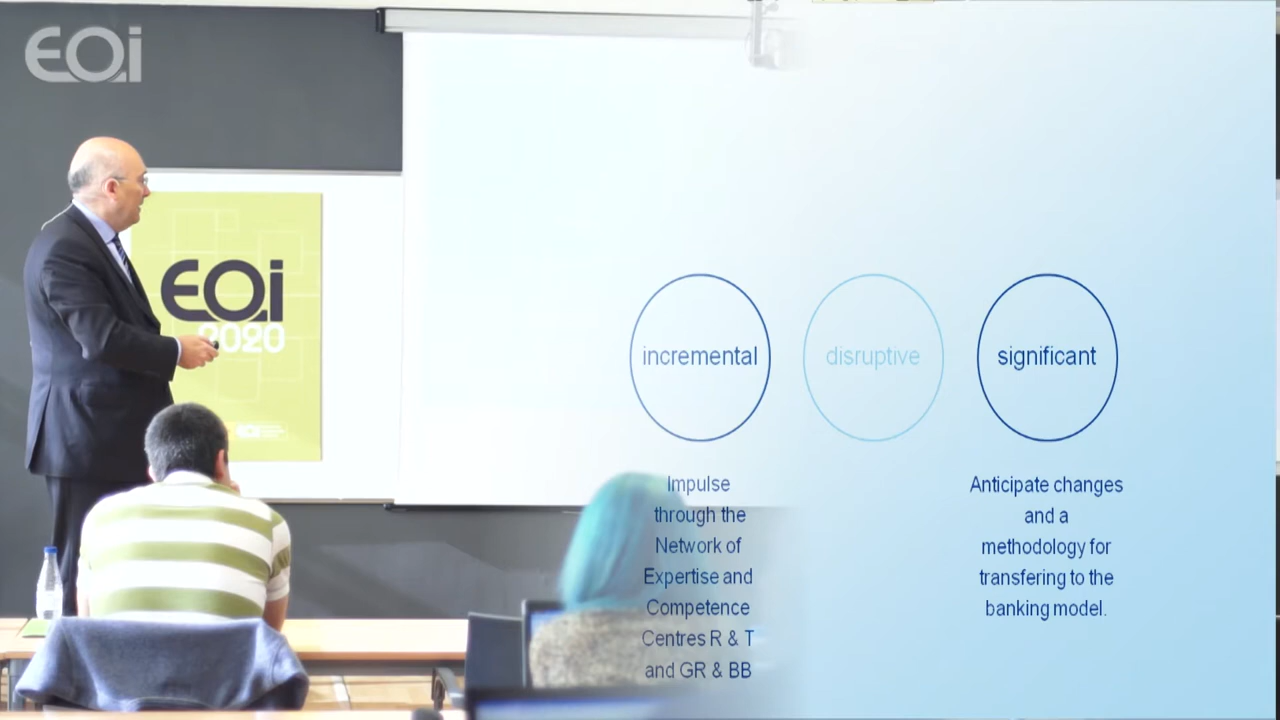 EOi
EOi
2020
EOi
incremental
disruptive
significant
Impulse
through the
Network of
Expertise and
Competence
Centres R & T
and GR & BB
Anticipate changes
and a
methodology for
transfering to the
banking model.